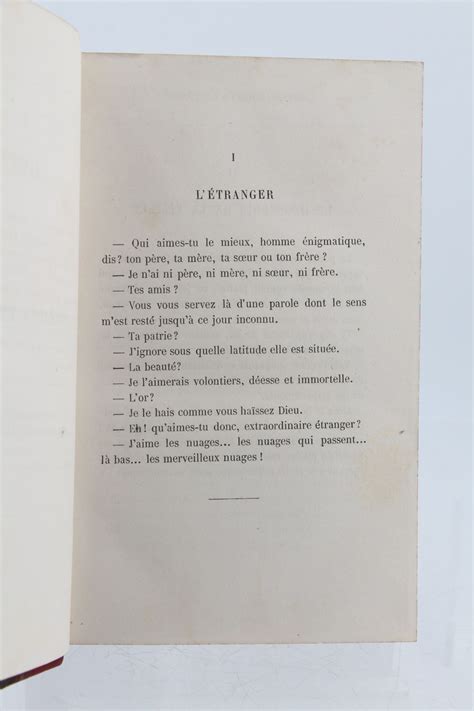 I
L'ÉTRANGER
— Qui aimes-tu le mieux, homme énigmatique,
dis? ton père, ta mère, ta sœur ou ton frère?
— Je n'ai ni père, ni mère, ni sœur, ni frère.
— Tes amis?
— Vous vous servez là d'une parole dont le sens
m'est resté jusqu'à ce jour inconnu.
— Ta patrie?
— J'ignore sous quelle latitude elle est située.
— La beauté?
— Je l'aimerais volontiers, déesse et immortelle.
— L'or?
— Je le hais comme vous haïssez Dieu.
— Eh! qu'aimes-tu donc, extraordinaire étranger?
— J'aime les nuages... les nuages qui passent...
là bas... les merveilleux nuages!